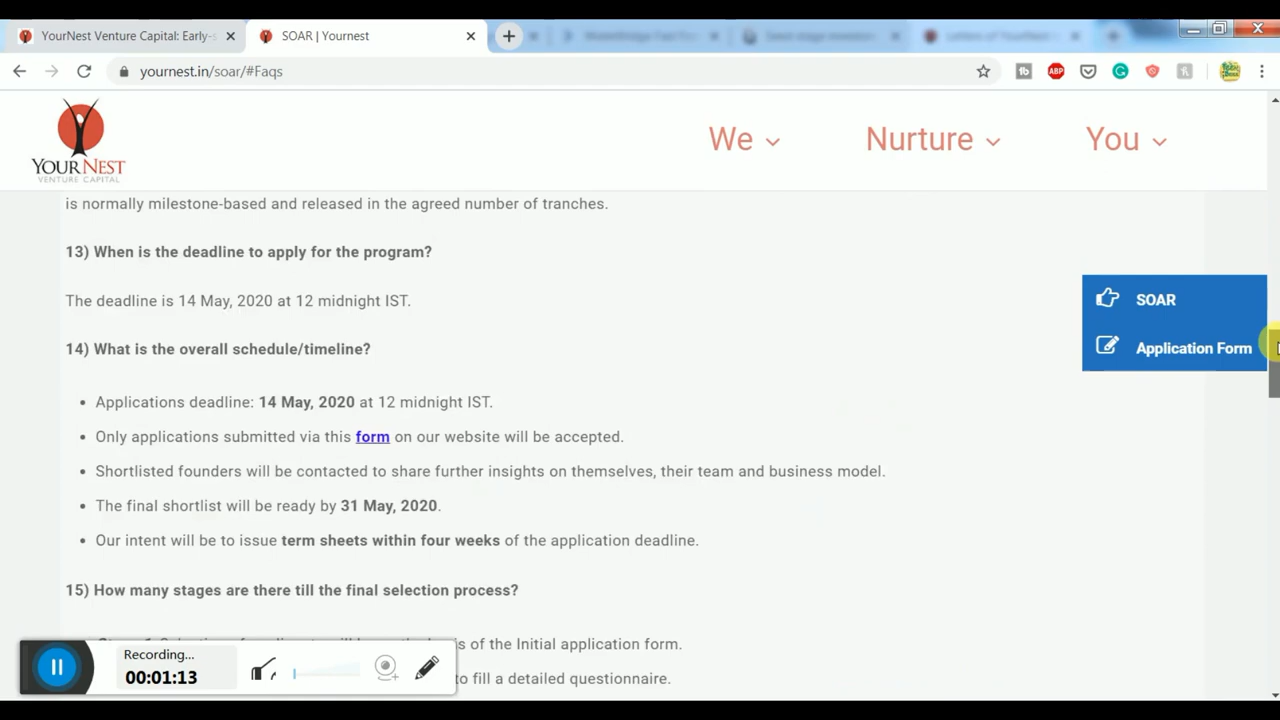 YourNest Venture Capital: Early-s
SOAR | Yournest
yournest.in/soar/#Faqs
ABP
YOURNEST
VENTURE CAPITAL
We
Nurture
You
is normally milestone-based and released in the agreed number of tranches.
13) When is the deadline to apply for the program?
The deadline is 14 May, 2020 at 12 midnight IST.
SOAR
14) What is the overall schedule/timeline?
Application Form
• Applications deadline: 14 May, 2020 at 12 midnight IST.
• Only applications submitted via this form on our website will be accepted.
• Shortlisted founders will be contacted to share further insights on themselves, their team and business model.
• The final shortlist will be ready by 31 May, 2020.
• Our intent will be to issue term sheets within four weeks of the application deadline.
15) How many stages are there till the final selection process?
of the Initial application form.
Recording...
00:01:13
to fill a detailed questionnaire.